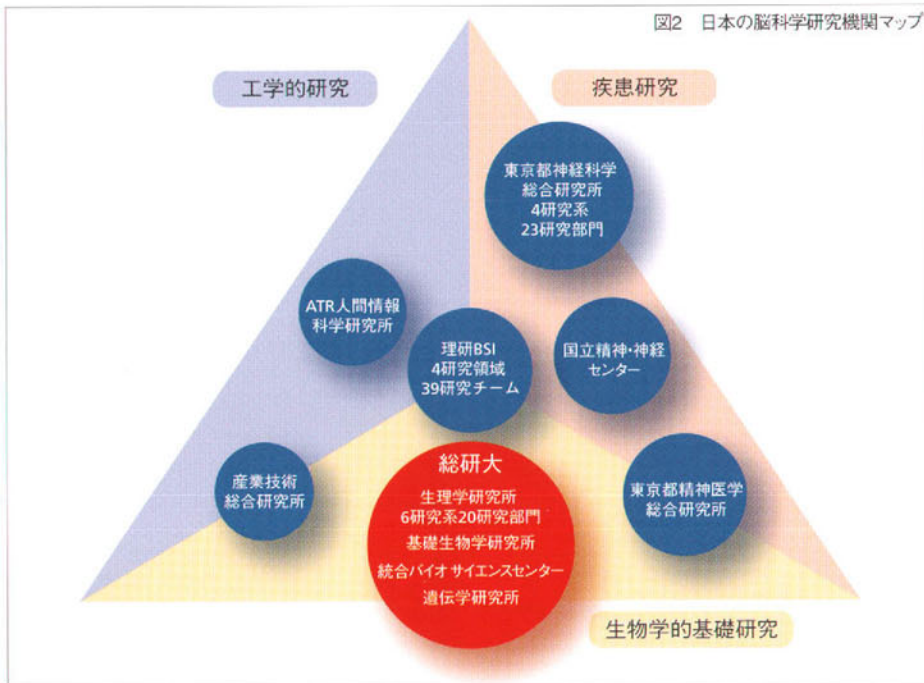 図2 日本の脳科学研究機関マップ
工学的研究
疾患研究
東京都神経科学
総合研究所
4研究系
23研究部門
ATR人間情報
科学研究所
理研BSI
4研究領域
39研究チーム
国立精神・神経
センター
産業技術
総合研究所
総研大
生理学研究所
6研究系20研究部門
基礎生物学研究所
統合バイオサイエンスセンター
遺伝学研究所
東京都精神医学
総合研究所
生物学的基礎研究